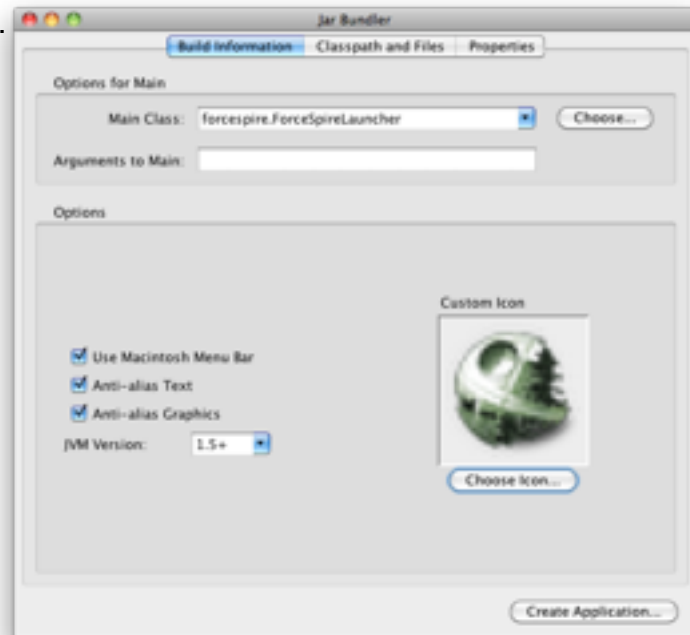 .
Jar Bundler
Build Information Classpath and Files Properties
Options for Main
Main Class: forcespire.ForceSpireLauncher Choose...
Arguments to Main:
Options
Custom Icon
Use Macintosh Menu Bar
Anti-alias Text
Anti-alias Graphics
JVM Version: 1.5+
Choose Icon...
Create Application...